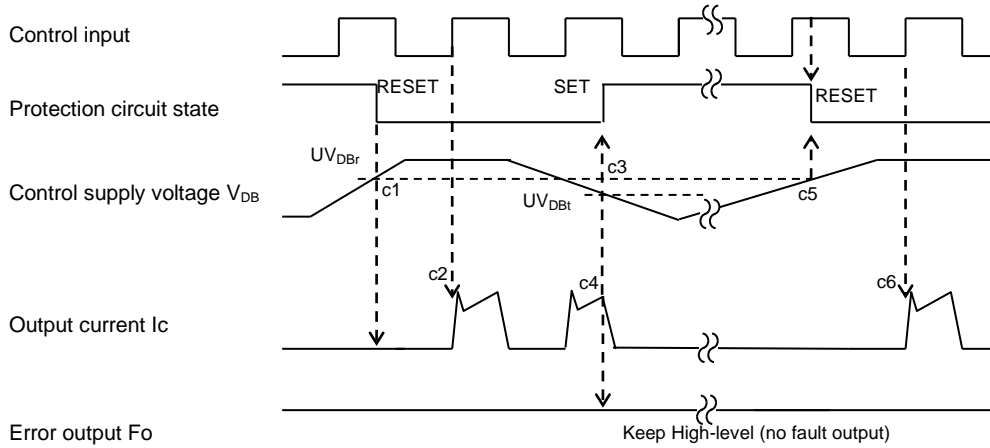 Control input
Protection circuit state
RESET
SET
RESET
UVDBr
Control supply voltage VDB
c1
c3
UVDBt
c5
c2
c4
c6
Output current Ic
Error output Fo
Keep High-level (no fault output)